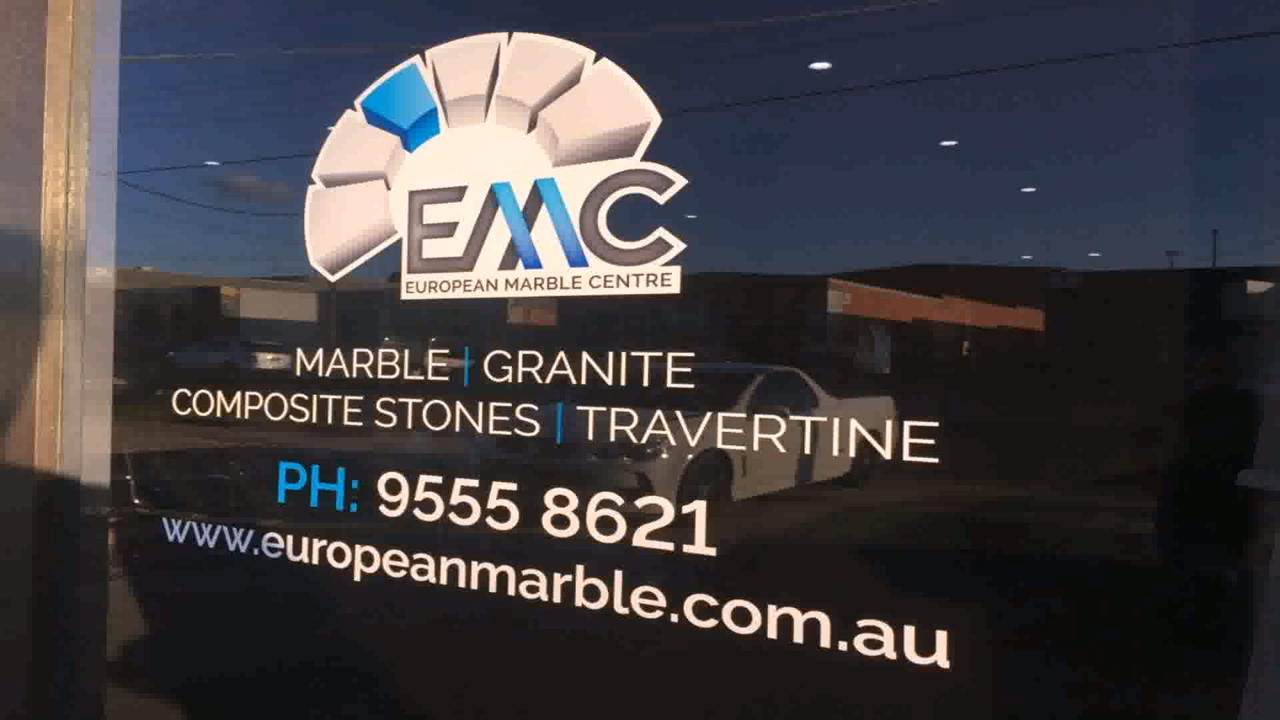 EMC
EUROPEAN MARBLE CENTRE
MARBLE | GRANITE
COMPOSITE STONES | TRAVERTINE
PH: 9555 8621
www.europeanmarble.com.au